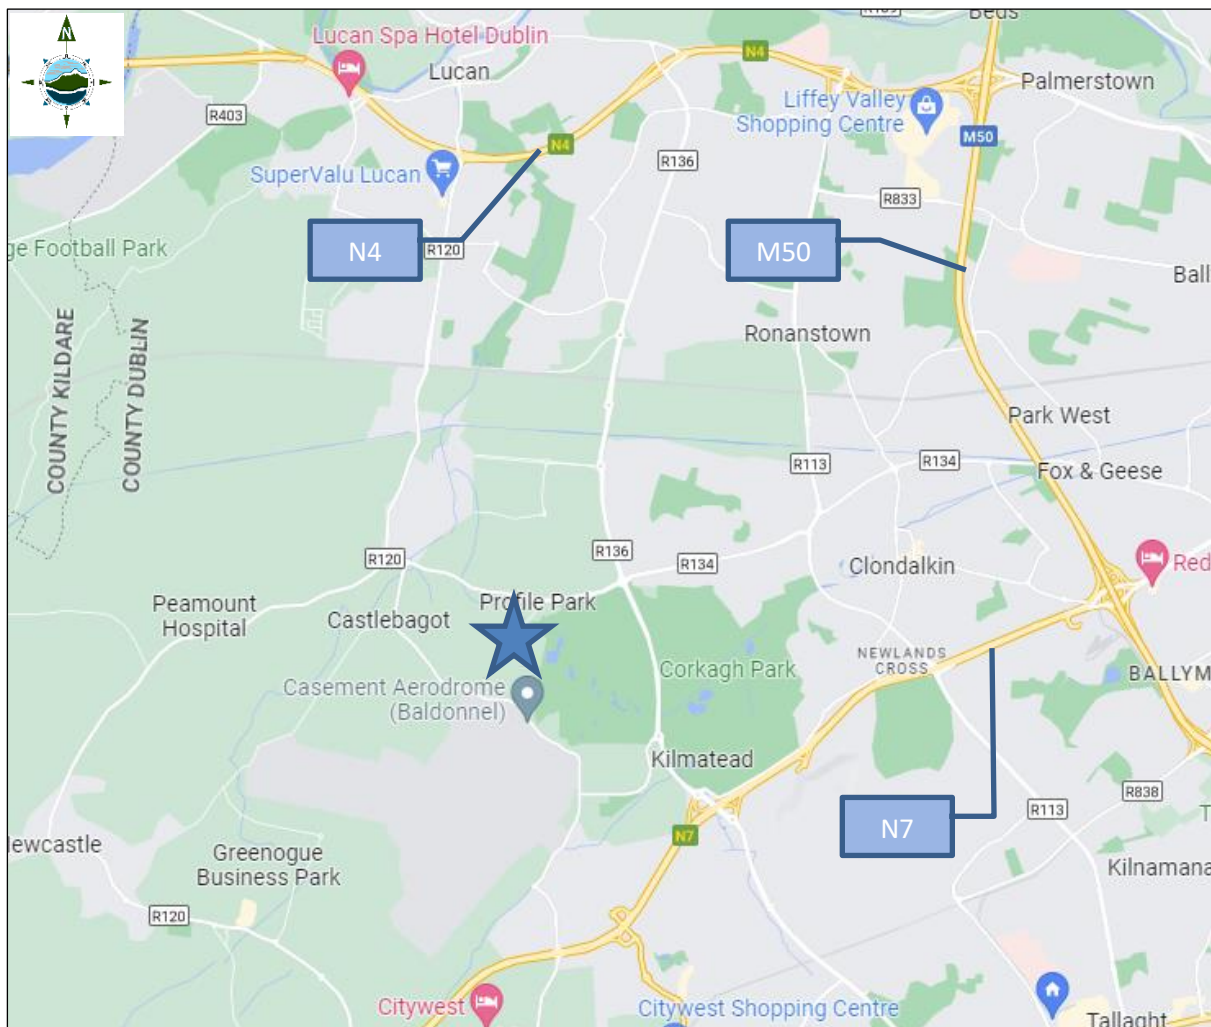 N
Beds
Lucan Spa Hotel Dublin
N4
Lucan
Palmerstown
Liffey Valley
Shopping Centre
R403
M50
N4
R136
SuperValu Lucan
R833
N4
M50
ge Football Park
R120
Ball
COUNTY KILDARE
COUNTY DUBLIN
Ronanstown
Park West
R113
R134
Fox & Geese
R120
R136
R134
Clondalkin
Red
Peamount
Hospital
Profile Park
Castlebagot
NEWLANDS
CROSS
Corkagh Park
BALLYM
Casement Aerodrome
(Baldonnel)
Kilmatead
R838
N7
R113
T
N7
Newcastle
Greenogue
Business Park
Kilnamana
R120
Citywest
Citywest Shopping Centre
Tallaght